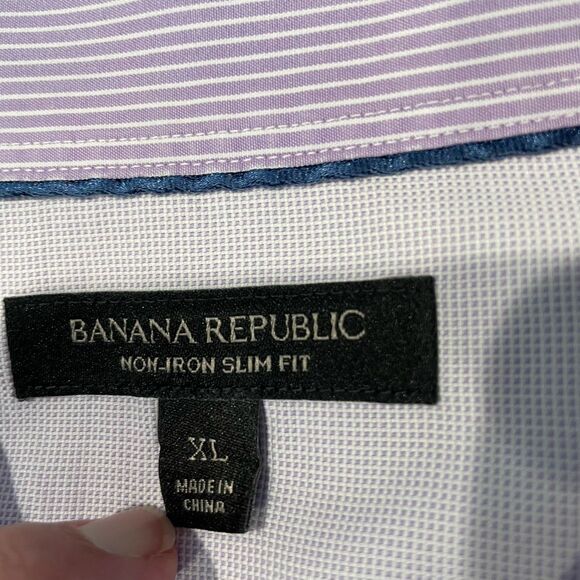 BANANA REPUBLIC
NON-IRON SLIM FIT
XL
MADE IN
CHINA